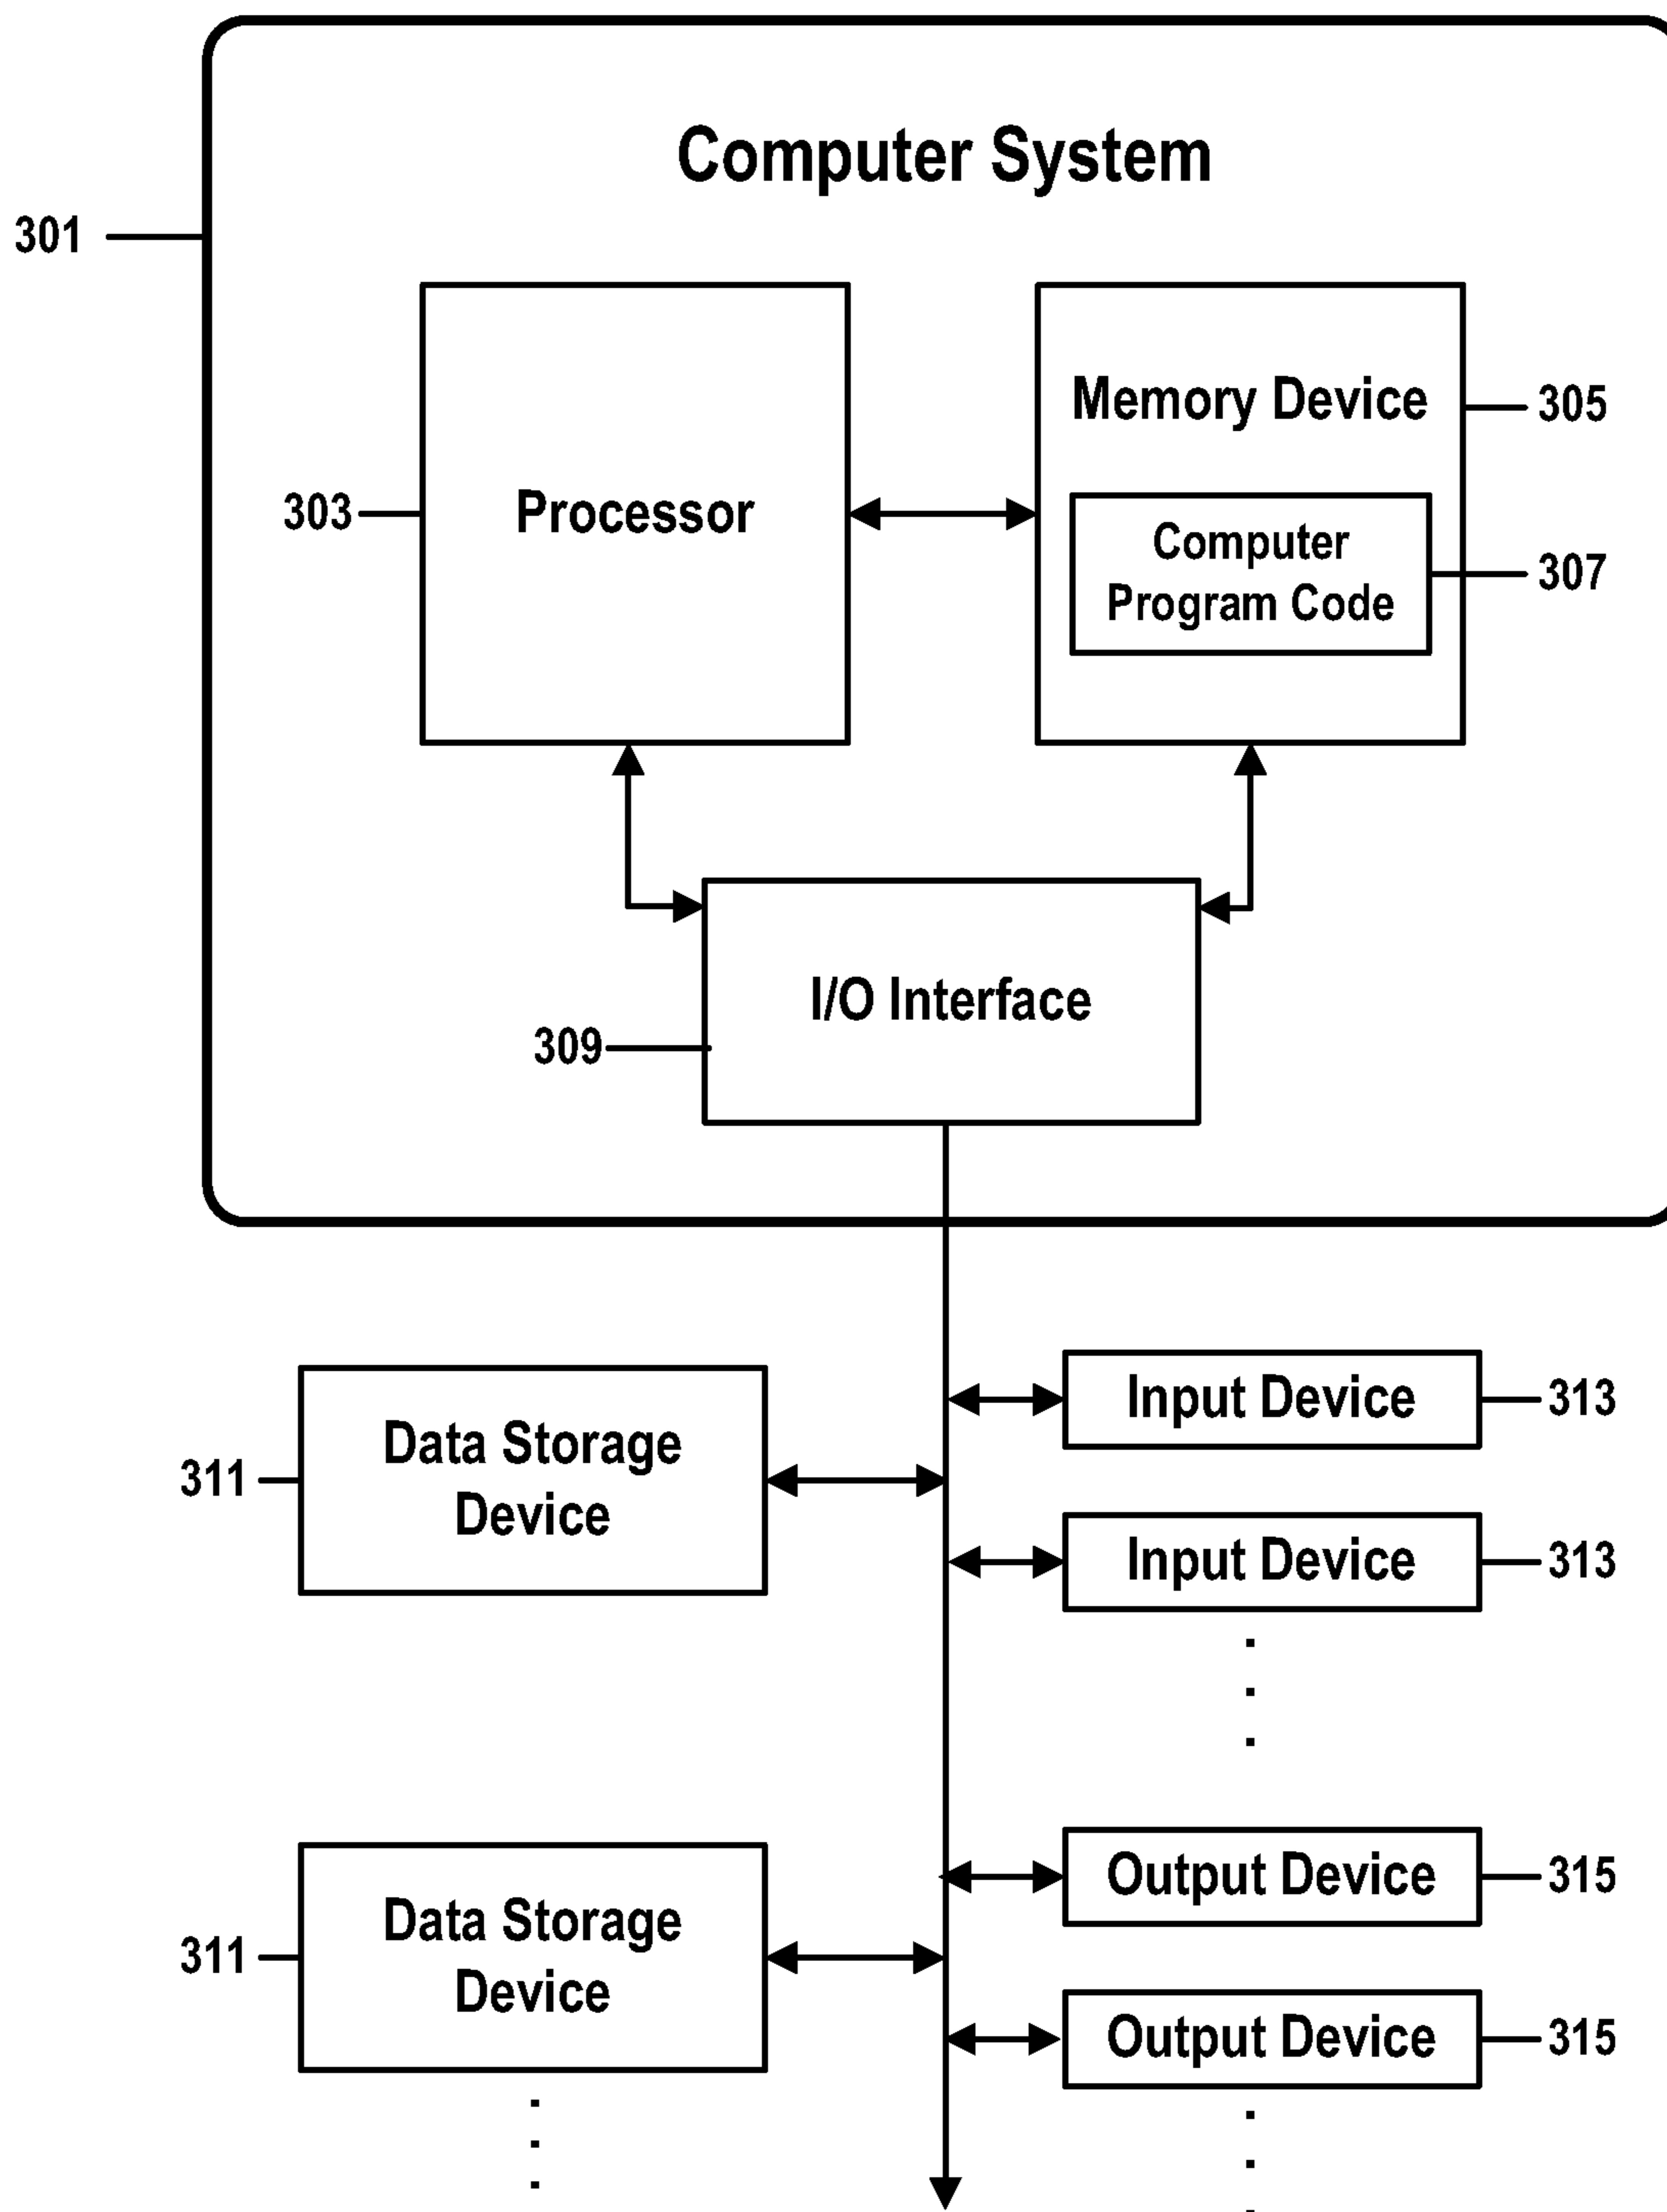 Computer System
301
Processor
303
Memory Device
305
Computer
Program Code
307
I/O Interface
309
Input Device
313
Data Storage
Device
311
Input Device
313
Output Device
315
Data Storage
Device
311
Output Device
315